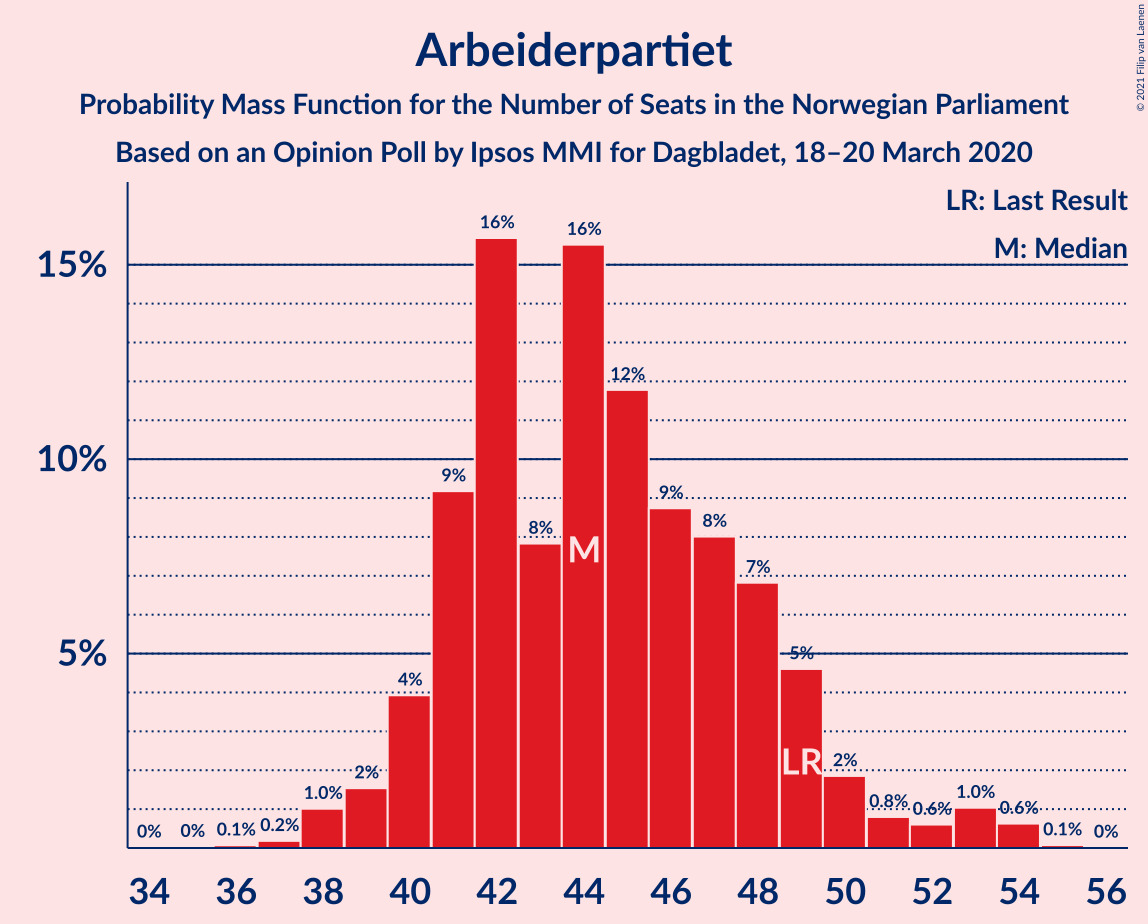 Arbeiderpartiet
Probability Mass Function for the Number of Seats in the Norwegian Parliament
Based on an Opinion Poll by Ipsos MMI for Dagbladet, 18–20 March 2020
© 2021 Filip van Laenen
LR: Last Result
M: Median
15%
10%
5%
0%
0%
0.1%
0.2%
1.0%
2%
4%
9%
16%
8%
16%
12%
9%
8%
7%
5%
2%
0.8%
0.6%
1.0%
0.6%
0.1%
0%
M
LR
34 36 38 40 42 44 46 48 50 52 54 56